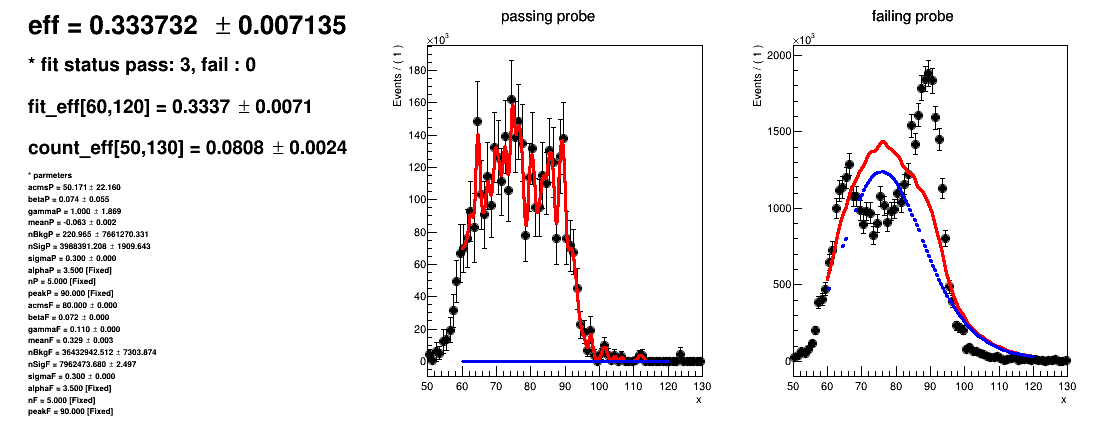 eff = 0.333732 ± 0.007135
* fit status pass: 3, fail : 0
fit_eff[60,120] = 0.3337 ± 0.0071
count_eff[50,130] = 0.0808 ± 0.0024
* parmeters
acmsP = 50.171 ± 22.160
betaP = 0.074 ± 0.055
gammaP = 1.000 ± 1.869
meanP = -0.063 ± 0.002
nBkgP = 220.965 ± 7661270.331
nSigP = 3988391.208 ± 1909.643
sigmaP = 0.300 ± 0.000
alphaP = 3.500 [Fixed]
nP = 5.000 [Fixed]
peakP = 90.000 [Fixed]
acmsF = 80.000 ± 0.000
betaF = 0.072 ± 0.000
gammaF = 0.110 ± 0.000
meanF = 0.329 ± 0.003
nBkgF = 36432942.512 ± 7303.874
nSigF = 7962473.680 ± 2.497
sigmaF = 0.300 ± 0.000
alphaF = 3.500 [Fixed]
nF = 5.000 [Fixed]
peakF = 90.000 [Fixed]
passing probe
×10³
Events / ( 1 )
180
160
140
120
100
80
60
40
20
0
50 60 70 80 90 100 110 120 130
x
failing probe
×10³
Events / ( 1 )
2000
1500
1000
500
0
50 60 70 80 90 100 110 120 130
x